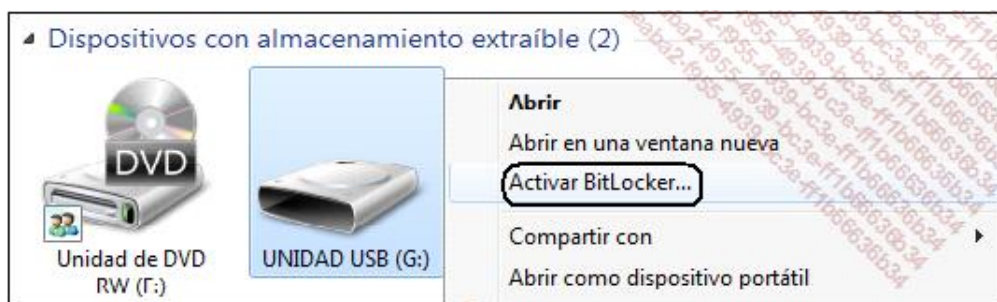 Dispositivos con almacenamiento extraíble (2)
DVD
Unidad de DVD
RW (F:)
UNIDAD USB (G:)
Abrir
Abrir en una ventana nueva
Activar BitLocker...
Compartir con
Abrir como dispositivo portátil